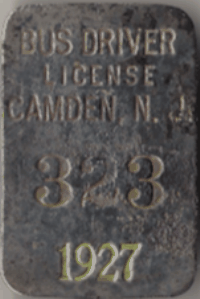 BUS DRIVER
LICENSE
CAMDEN, N. J.
323
1927